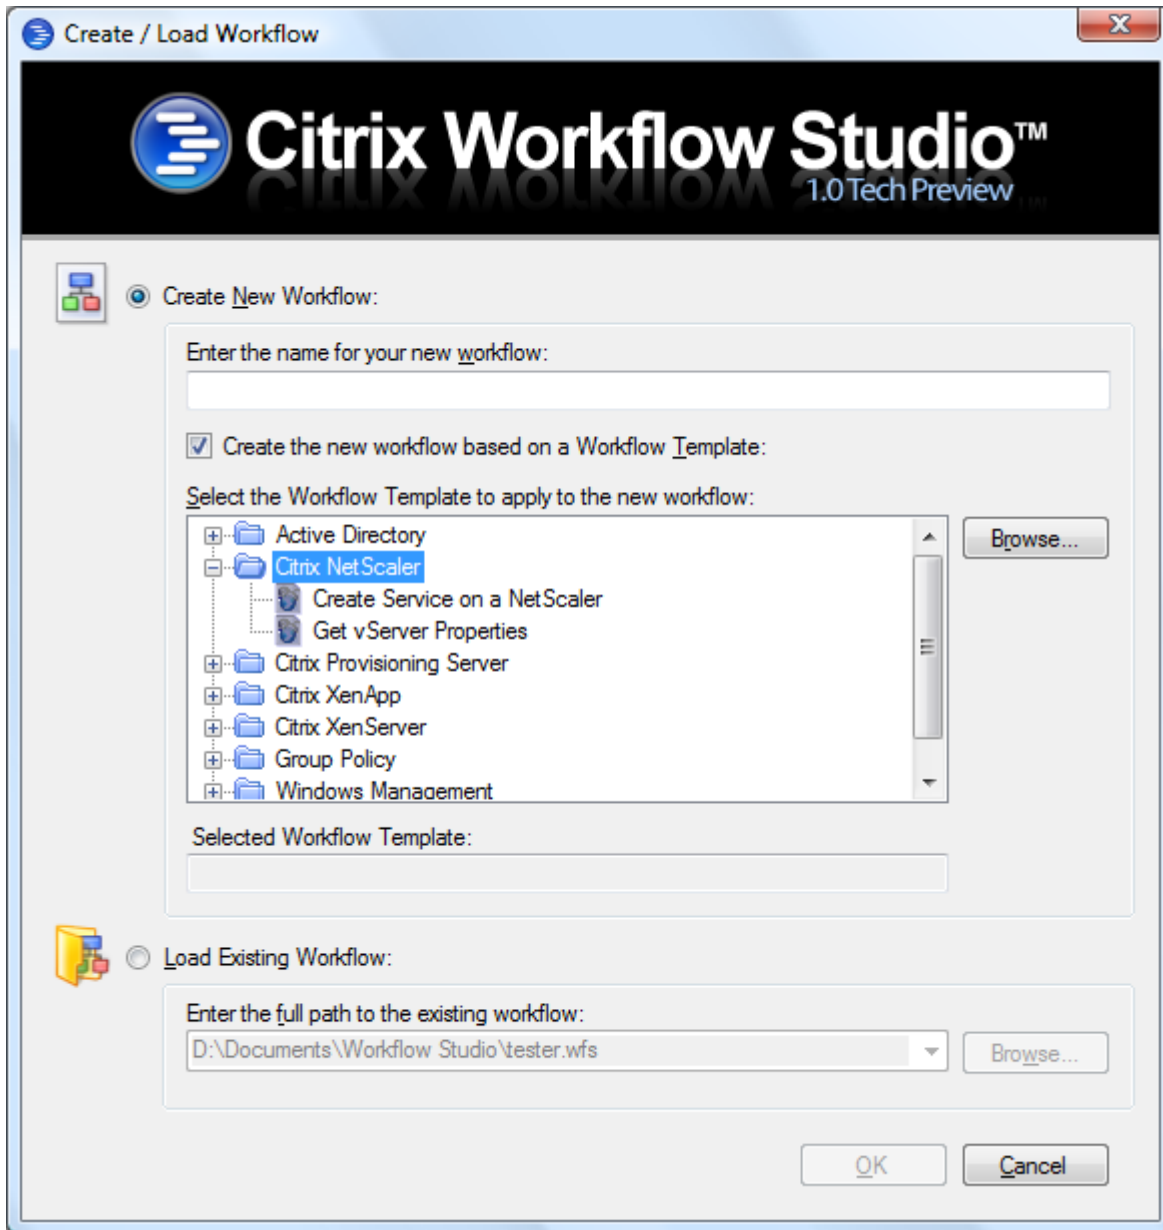 Create / Load Workflow
Citrix Workflow Studio™
1.0 Tech Preview
Create New Workflow:
Enter the name for your new workflow:
Create the new workflow based on a Workflow Template:
Select the Workflow Template to apply to the new workflow:
Active Directory
Browse...
Citrix NetScaler
Create Service on a NetScaler
Get vServer Properties
Citrix Provisioning Server
Citrix XenApp
Citrix XenServer
Group Policy
Windows Management
Selected Workflow Template:
Load Existing Workflow:
Enter the full path to the existing workflow:
D:\Documents\Workflow Studio\tester.wfs
Browse...
OK
Cancel